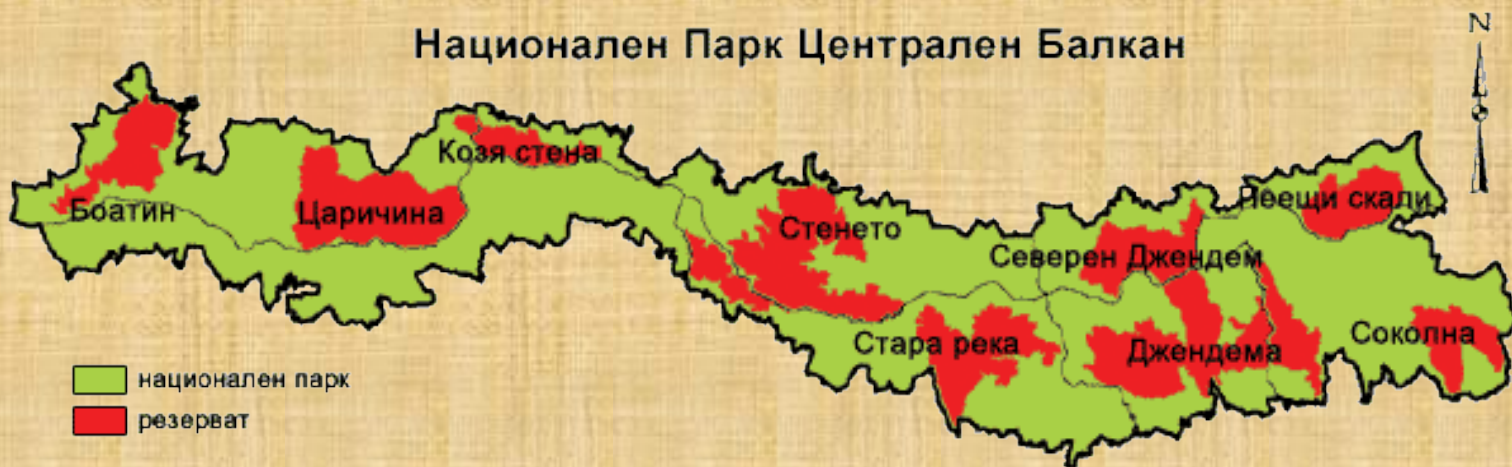 Национален Парк Централен Балкан
N
Козя стена
Боатин
Царичина
Стенето
Пеещи скали
Северен Джендем
Стара река
Джендема
Соколна
национален парк
резерват